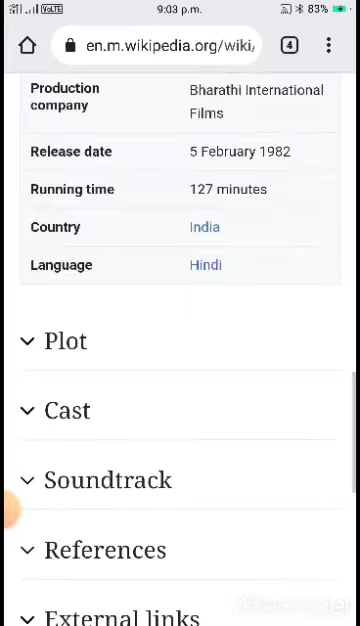 VoLTE
9:03 p.m.
83%
en.m.wikipedia.org/wiki/
4
Production company
Bharathi International Films
Release date
5 February 1982
Running time
127 minutes
Country
India
Language
Hindi
Plot
Cast
Soundtrack
References
External links